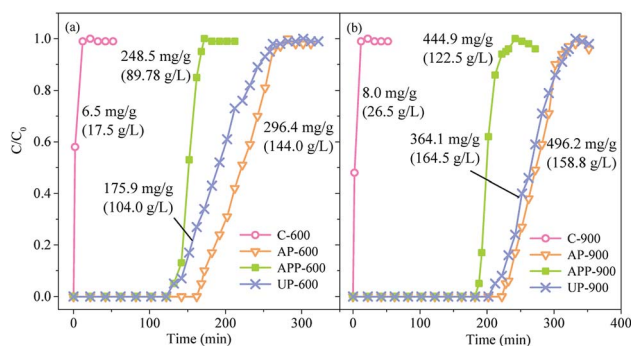 (a)
1.0
0.8
0.6
0.4
0.2
0.0
C/C0
248.5 mg/g
(89.78 g/L)
6.5 mg/g
(17.5 g/L)
296.4 mg/g
(144.0 g/L)
175.9 mg/g
(104.0 g/L)
C-600
AP-600
APP-600
UP-600
0 100 200 300
Time (min)
(b)
444.9 mg/g
(122.5 g/L)
8.0 mg/g
(26.5 g/L)
364.1 mg/g
(164.5 g/L)
496.2 mg/g
(158.8 g/L)
C-900
AP-900
APP-900
UP-900
0 100 200 300 400
Time (min)